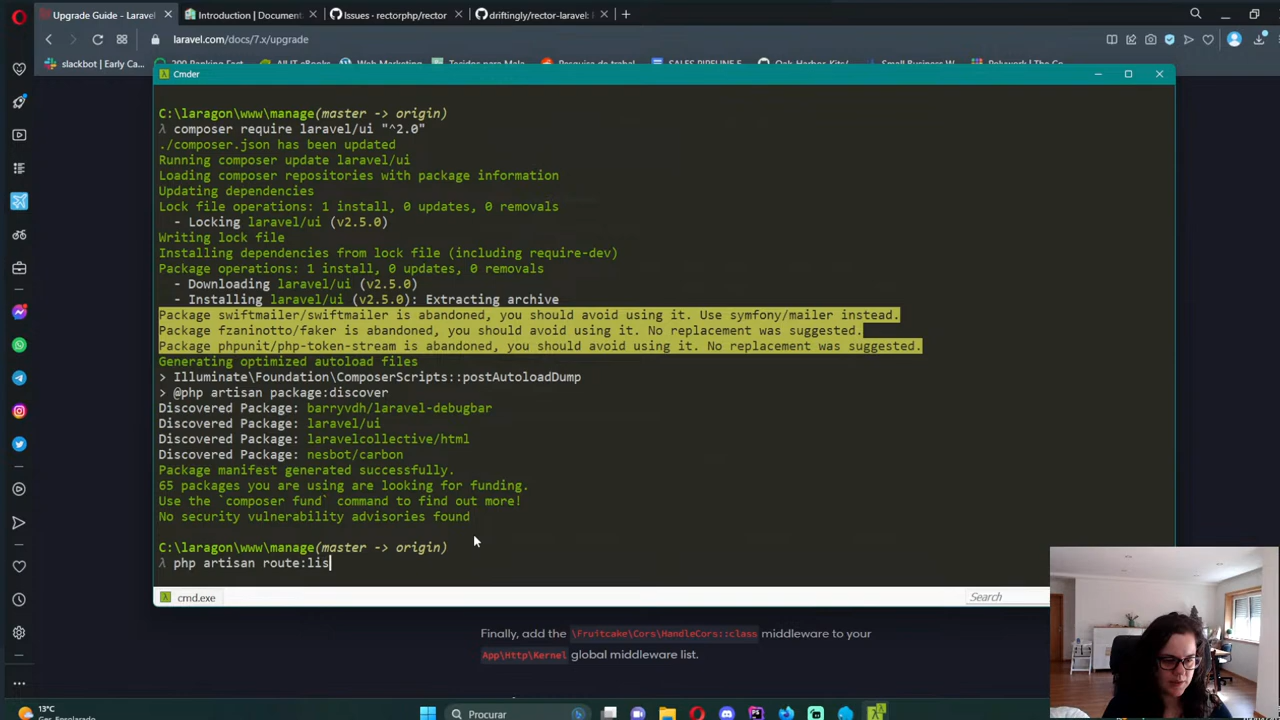 Upgrade Guide - Laravel
Introduction | Document
Issues · rectorphp/rector
driftingly/rector-laravel:
laravel.com/docs/7.x/upgrade
slackbot | Early Ca...
Cmder
C:\laragon\www\manage(master -> origin)
λ composer require laravel/ui "^2.0"
./composer.json has been updated
Running composer update laravel/ui
Loading composer repositories with package information
Updating dependencies
Lock file operations: 1 install, 0 updates, 0 removals
- Locking laravel/ui (v2.5.0)
Writing lock file
Installing dependencies from lock file (including require-dev)
Package operations: 1 install, 0 updates, 0 removals
- Downloading laravel/ui (v2.5.0)
- Installing laravel/ui (v2.5.0): Extracting archive
Package swiftmailer/swiftmailer is abandoned, you should avoid using it. Use symfony/mailer instead.
Package fzaninotto/faker is abandoned, you should avoid using it. No replacement was suggested.
Package phpunit/php-token-stream is abandoned, you should avoid using it. No replacement was suggested.
Generating optimized autoload files
> Illuminate\Foundation\ComposerScripts::postAutoloadDump
> @php artisan package:discover
Discovered Package: barryvdh/laravel-debugbar
Discovered Package: laravel/ui
Discovered Package: laravelcollective/html
Discovered Package: nesbot/carbon
Package manifest generated successfully.
65 packages you are using are looking for funding.
Use the `composer fund` command to find out more!
No security vulnerability advisories found
C:\laragon\www\manage(master -> origin)
λ php artisan route:lis
cmd.exe
Search
Finally, add the \Fruitcake\Cors\HandleCors::class middleware to your
App\Http\Kernel global middleware list.
13°C
Ger. Ensolarado
Procurar